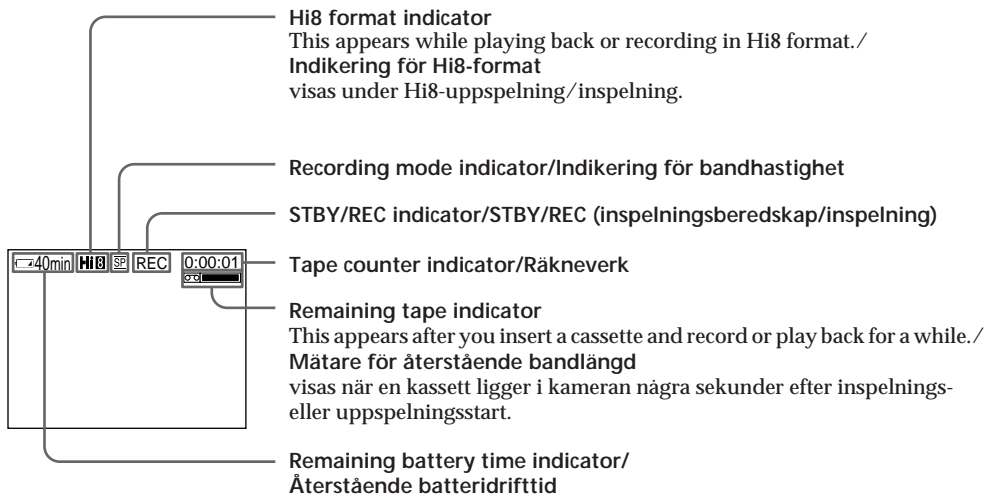 Hi8 format indicator
This appears while playing back or recording in Hi8 format./
Indikering för Hi8-format
visas under Hi8-uppspelning/inspelning.
Recording mode indicator/Indikering för bandhastighet
STBY/REC indicator/STBY/REC (inspelningsberedskap/inspelning)
40min Hi8 SP REC 0:00:01
Tape counter indicator/Räkneverk
Remaining tape indicator
This appears after you insert a cassette and record or play back for a while./
Mätare för återstående bandlängd
visas när en kassett ligger i kameran några sekunder efter inspelnings-
eller uppspelningsstart.
Remaining battery time indicator/
Återstående batteridrifttid